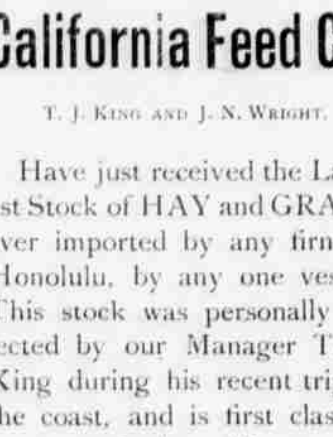 California Feed C
T. J. KING AND J. N. WRIGHT.
Have just received the La
st Stock of HAY and GRA
ver imported by any firm
Honolulu, by any one ves
This stock was personally
ected by our Manager T
King during his recent tri
he coast, and is first clas